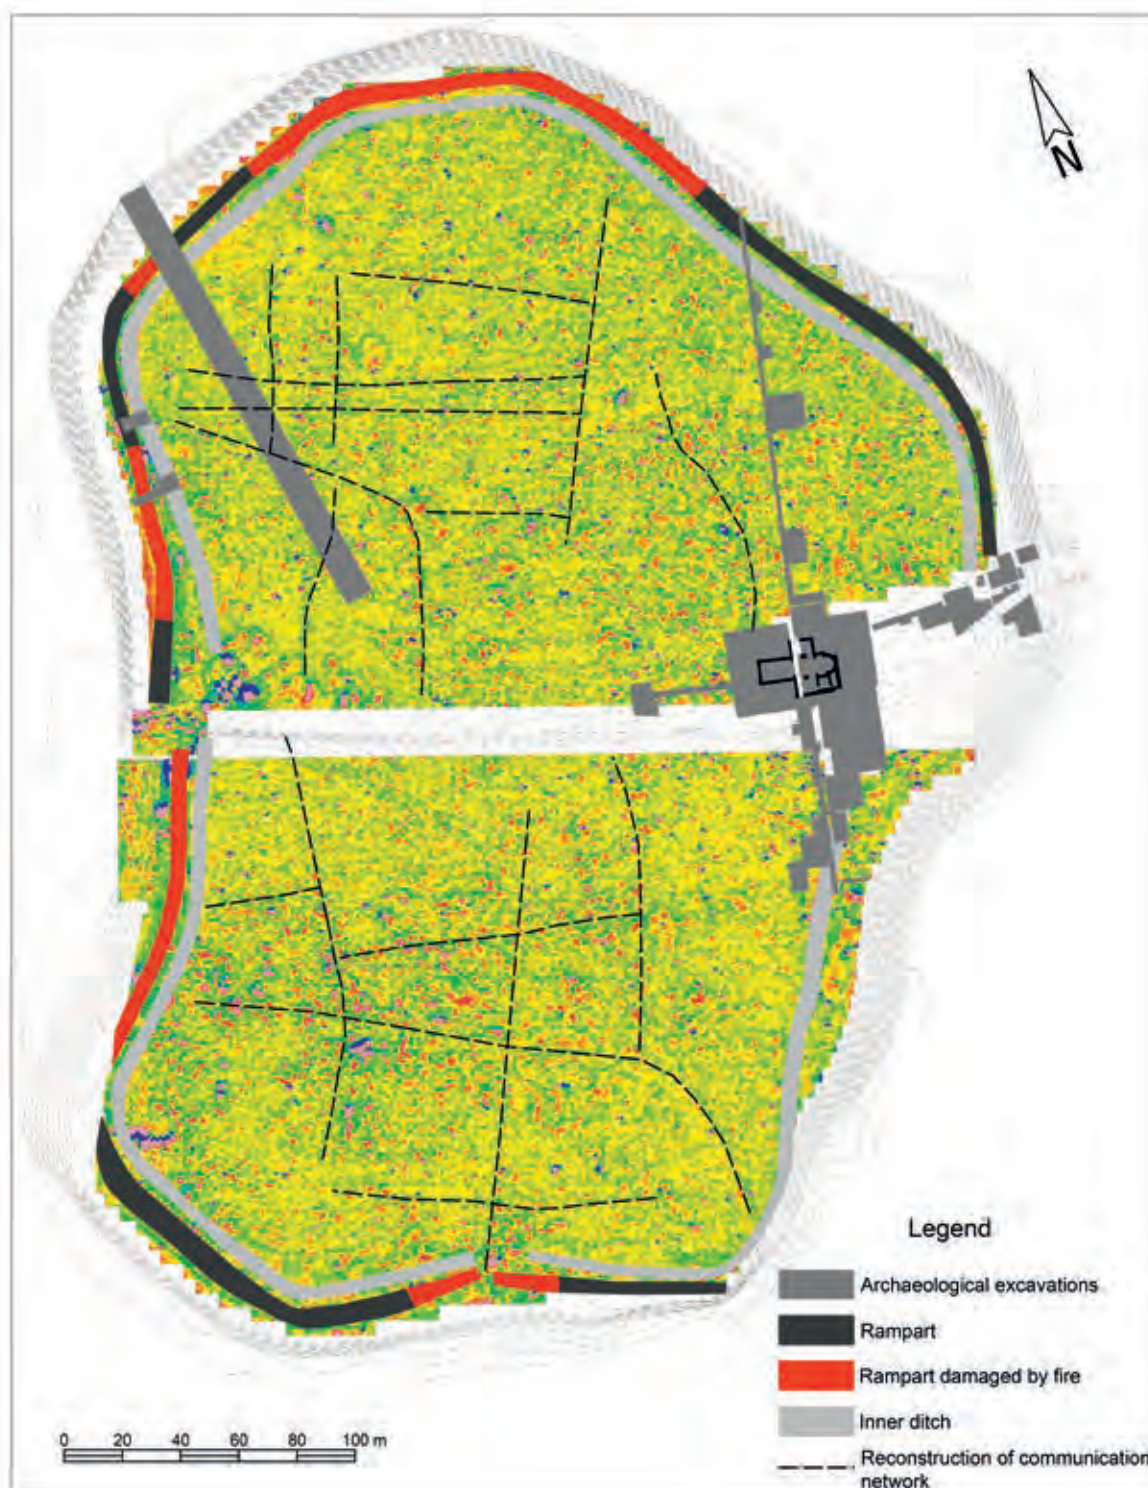 N
Legend
Archaeological excavations
Rampart
Rampart damaged by fire
Inner ditch
Reconstruction of communication
network
0 20 40 60 80 100 m